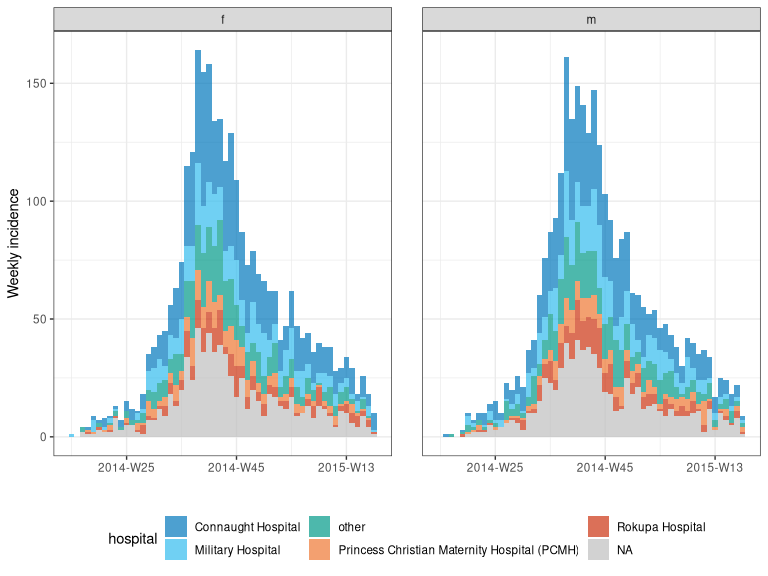 f m
150
100
50
0
Weekly incidence
2014-W25 2014-W45 2015-W13 2014-W25 2014-W45 2015-W13
hospital
Connaught Hospital other Rokupa Hospital
Military Hospital Princess Christian Maternity Hospital (PCMH) NA